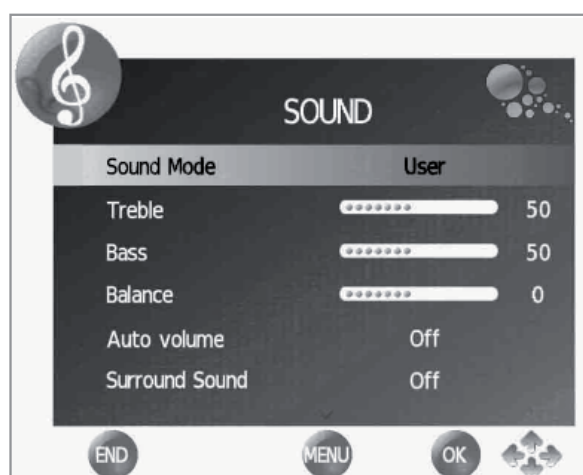 SOUND
Sound Mode User
Treble 50
Bass 50
Balance 0
Auto volume Off
Surround Sound Off
END MENU OK